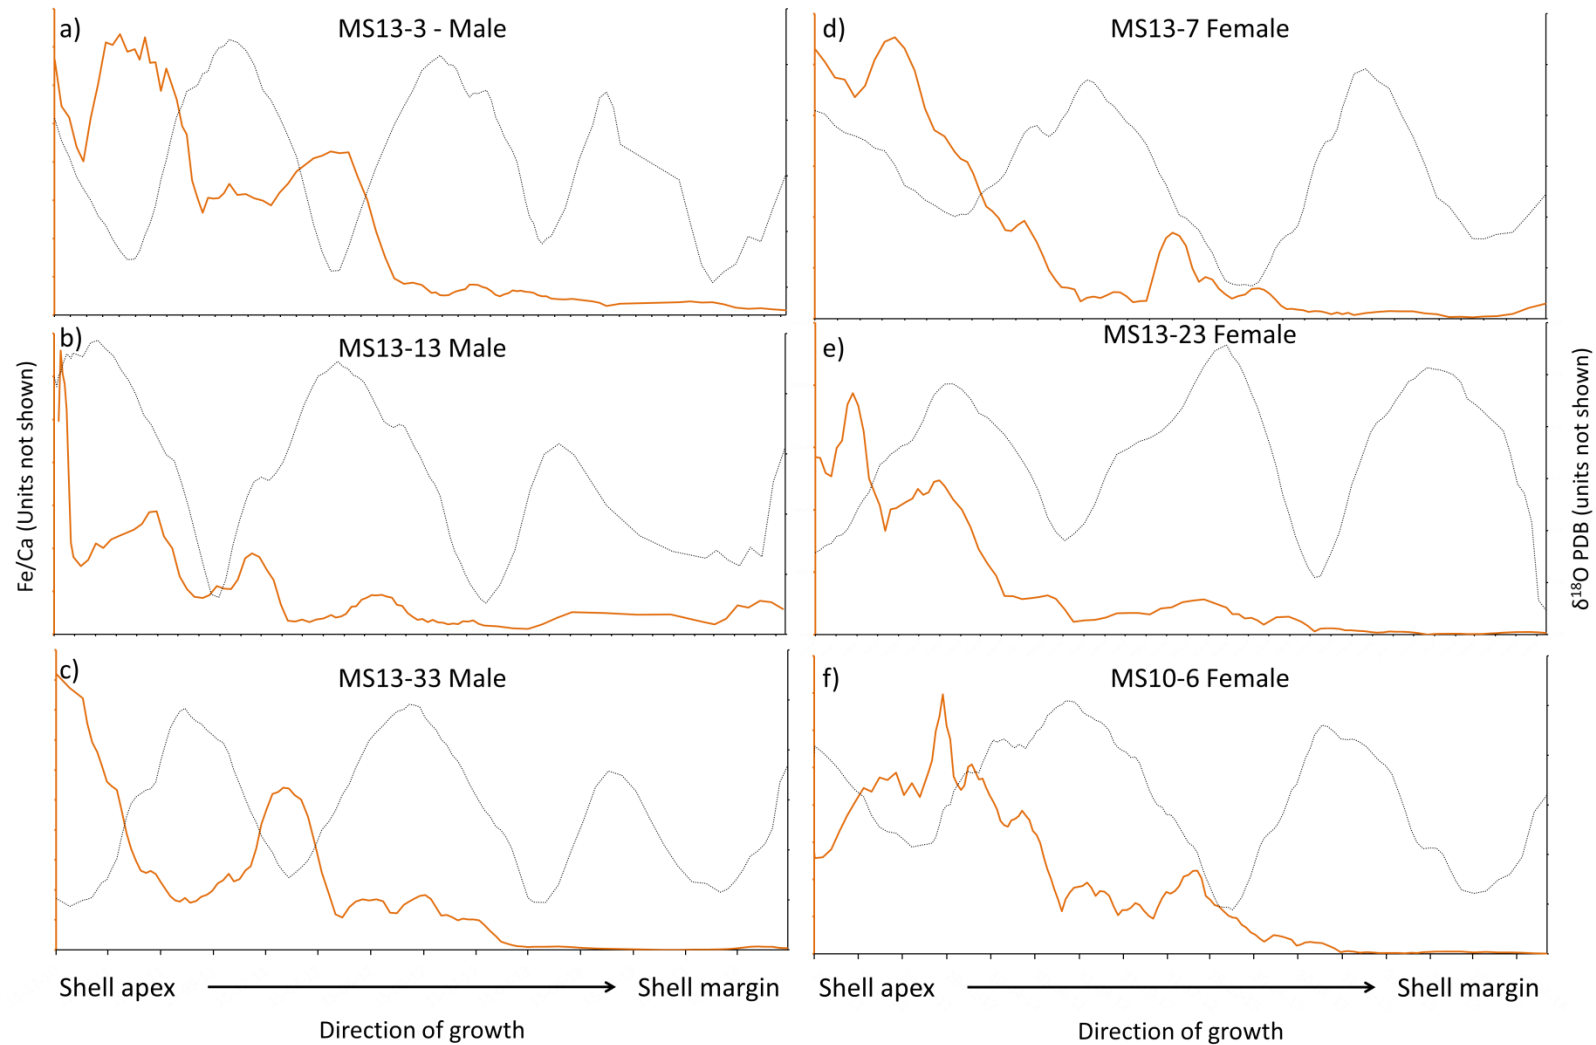 a)
MS13-3 - Male
d)
MS13-7 Female
b)
MS13-13 Male
e)
MS13-23 Female
c)
MS13-33 Male
f)
MS10-6 Female
Fe/Ca (Units not shown)
δ18O PDB (units not shown)
Shell apex
Shell margin
Direction of growth
Shell apex
Shell margin
Direction of growth